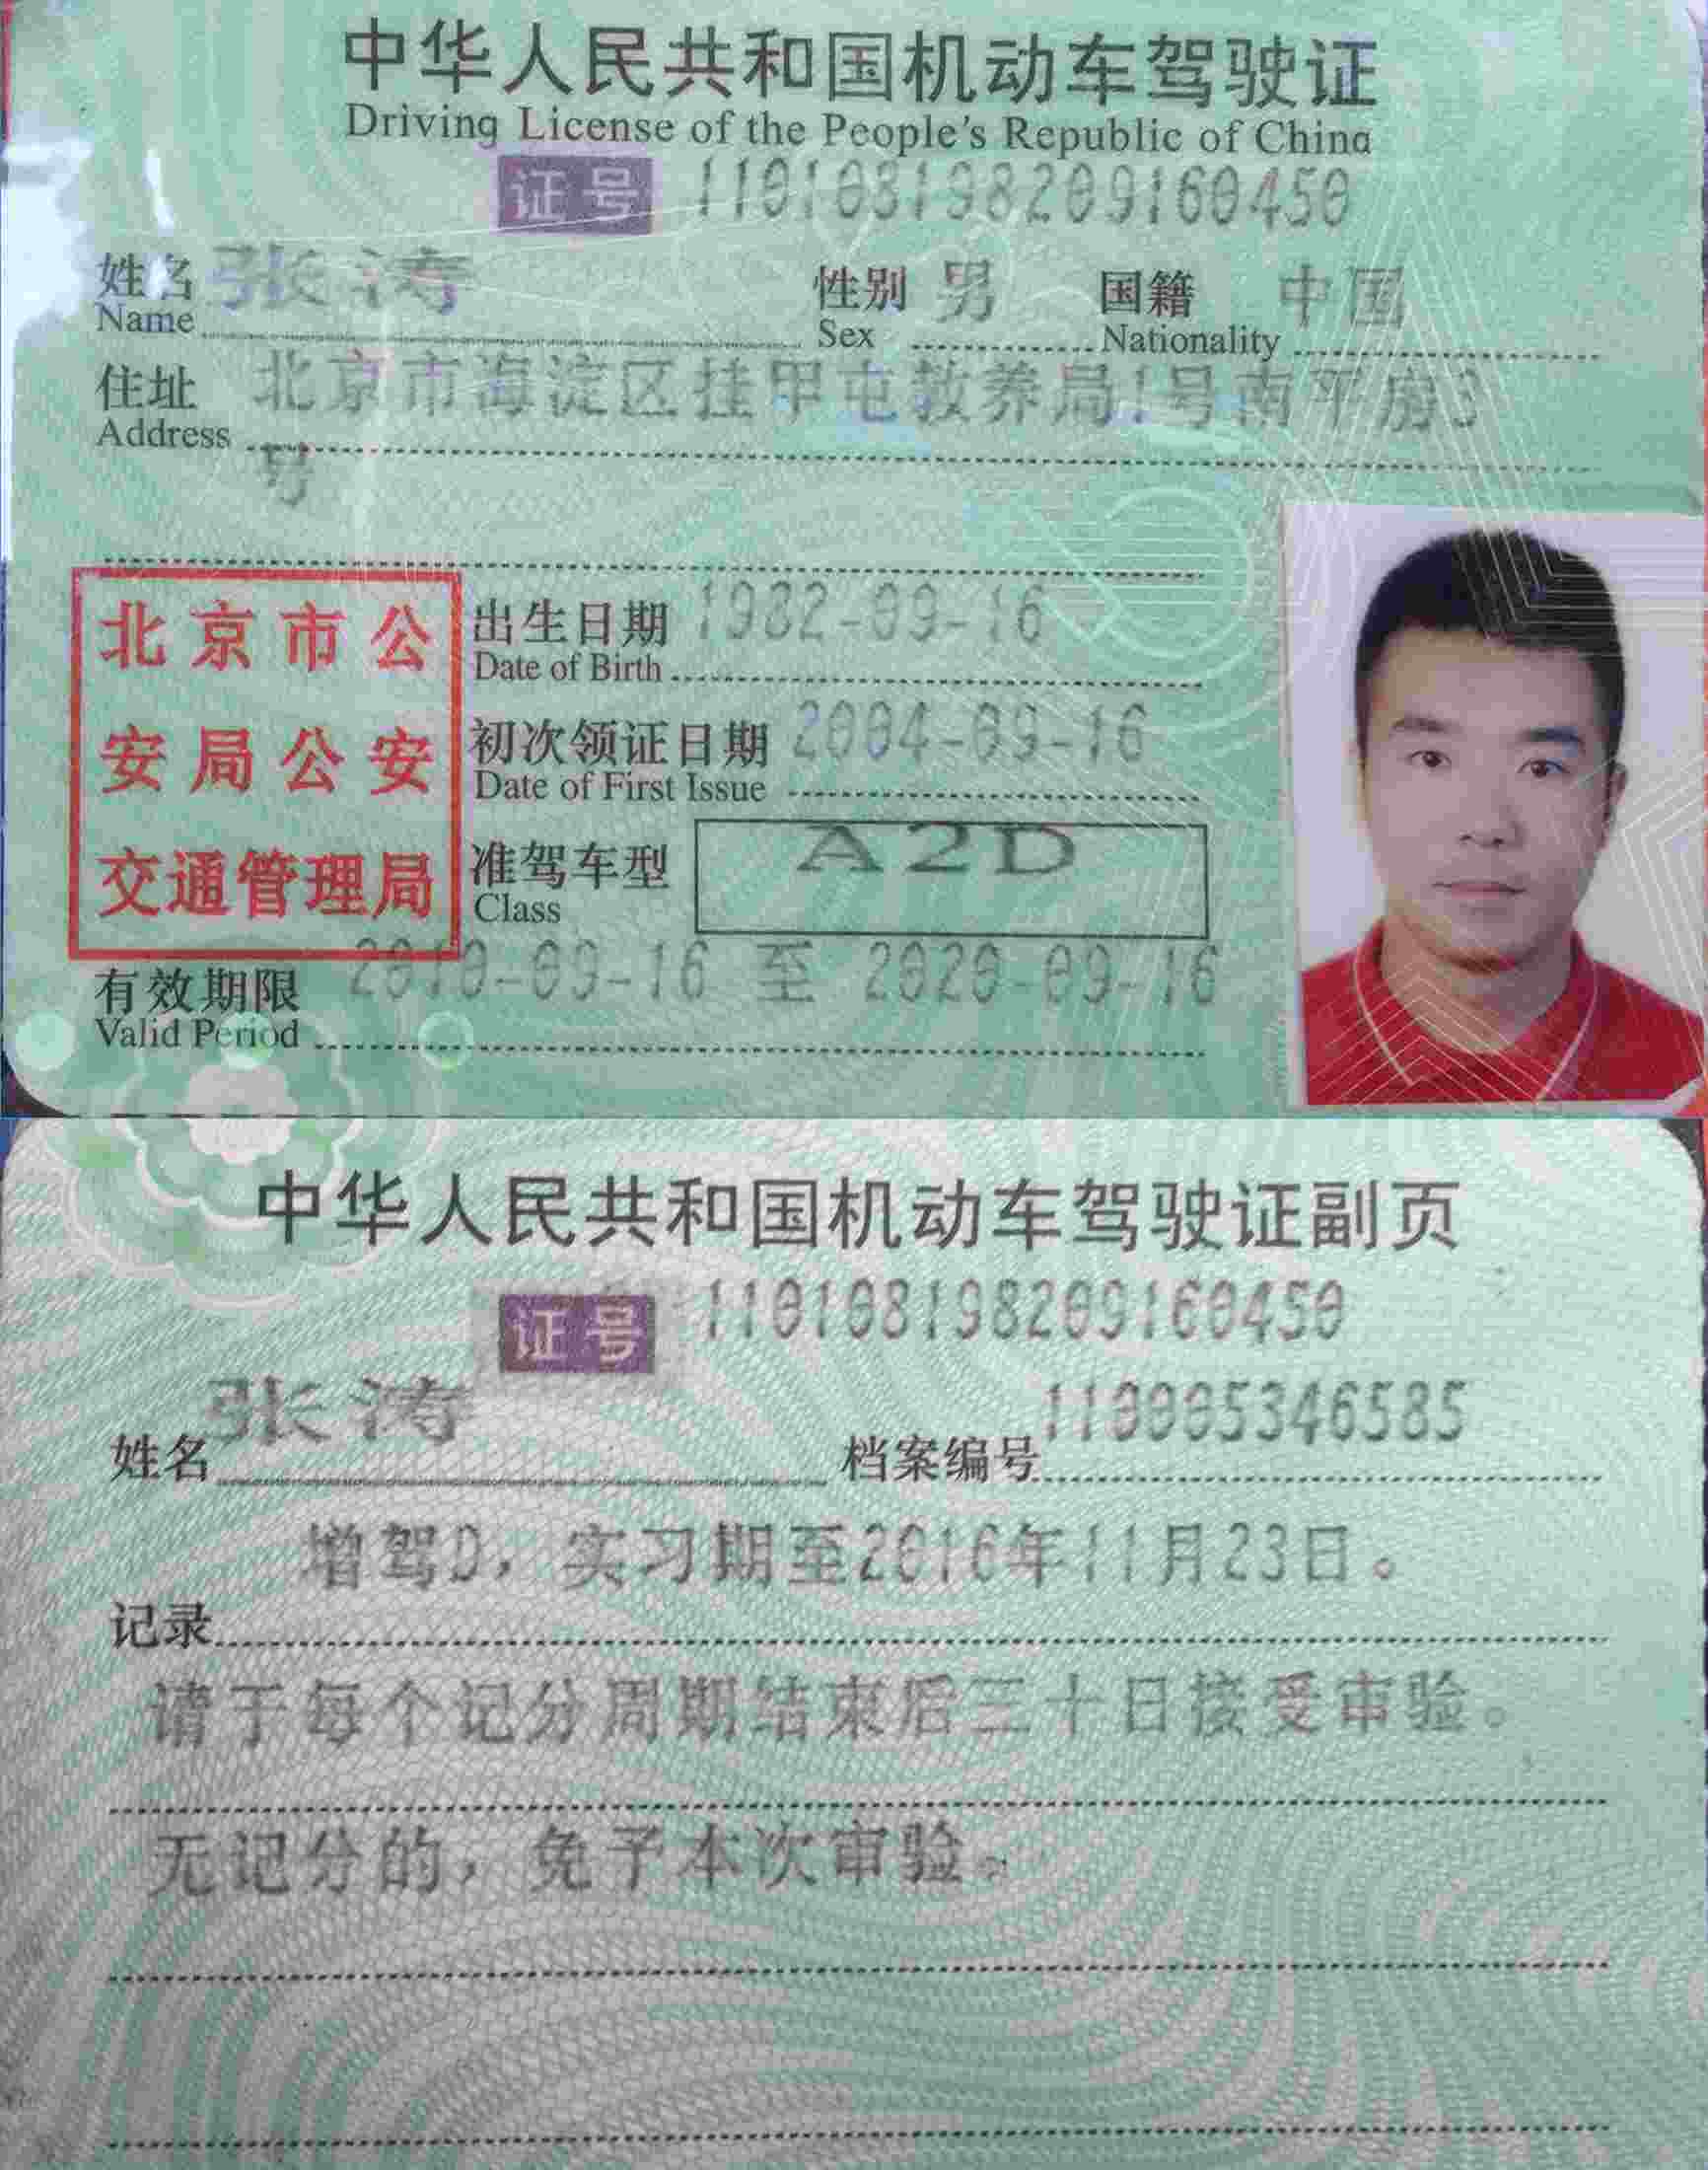 中华人民共和国机动车驾驶证
Driving License of the People's Republic of China
证号 110108198209160450
姓名 张涛 性别 男 国籍 中国
Name Sex Nationality
住址 北京市海淀区挂甲屯教养局1号南平房3
Address
号
北京市公
安局公安
交通管理局
出生日期 1982-09-16
Date of Birth
初次领证日期 2004-09-16
Date of First Issue
准驾车型 A2D
Class
有效期限 2010-09-16 至 2020-09-16
Valid Period
中华人民共和国机动车驾驶证副页
证号 110108198209160450
姓名 张涛 档案编号 110005346585
增驾D，实习期至2016年11月23日。
记录
请于每个记分周期结束后三十日接受审验。
无记分的，免予本次审验。